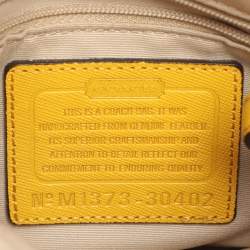 THIS IS A COACH BAG. IT WAS
HANDCRAFTED FROM GENUINE LEATHER.
ITS SUPERIOR CRAFTSMANSHIP AND
ATTENTION TO DETAIL REFLECT OUR
COMMITMENT TO ENDURING QUALITY.
Nº M1373-30402